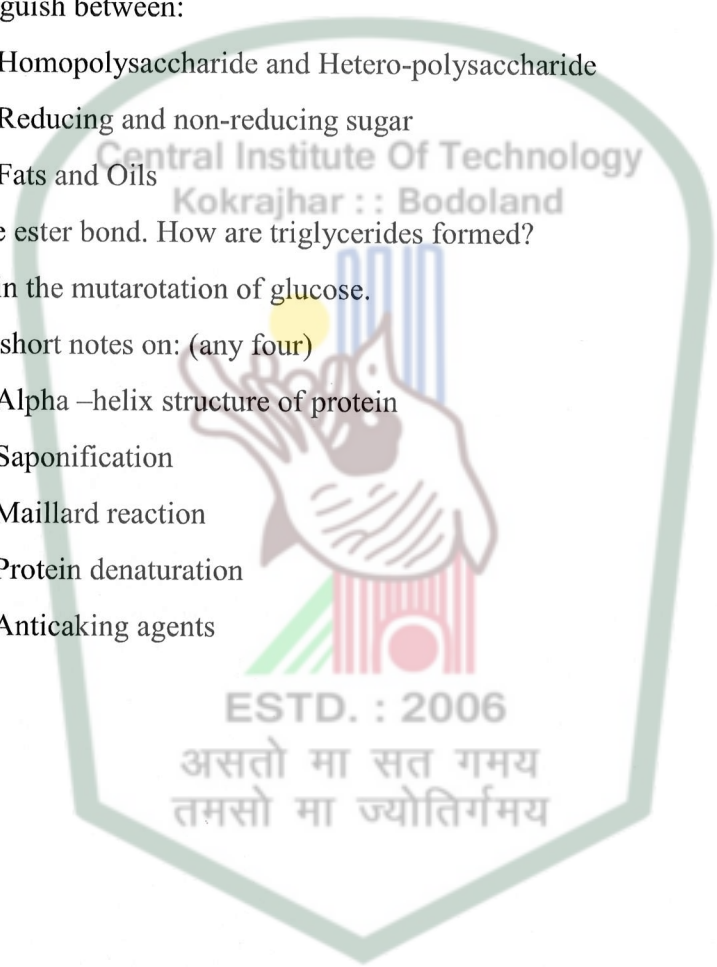 guish between:
Homopolysaccharide and Hetero-polysaccharide
Reducing and non-reducing sugar
Central Institute Of Technology
Fats and Oils
Kokrajhar : : Bodoland
e ester bond. How are triglycerides formed?
in the mutarotation of glucose.
short notes on: (any four)
Alpha –helix structure of protein
Saponification
Maillard reaction
Protein denaturation
Anticaking agents
ESTD. : 2006
असतो मा सत गमय
तमसो मा ज्योतिर्गमय